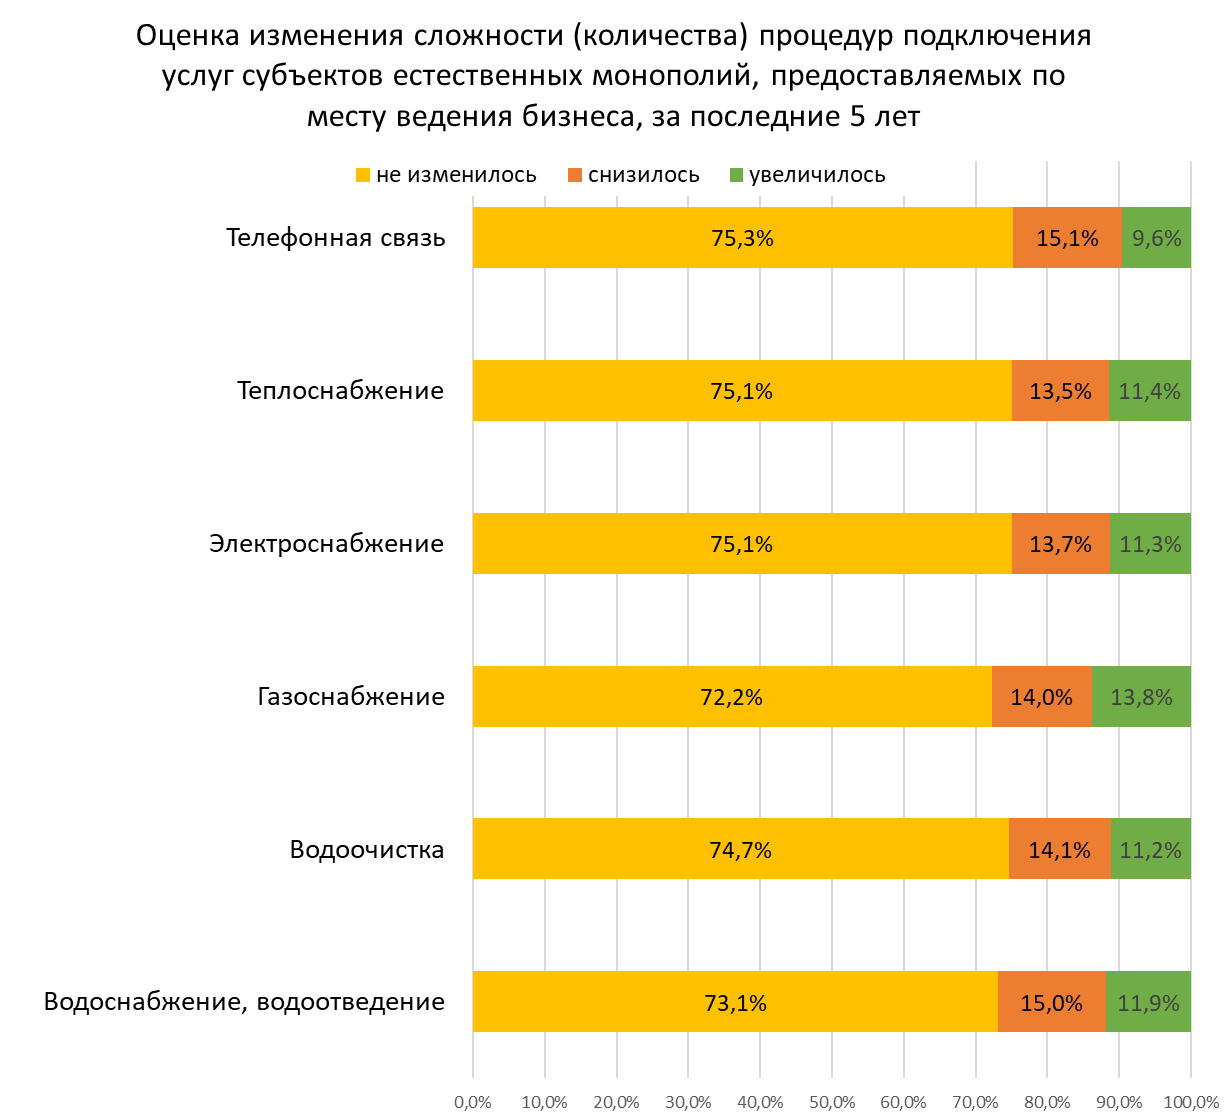 Оценка изменения сложности (количества) процедур подключения
услуг субъектов естественных монополий, предоставляемых по
месту ведения бизнеса, за последние 5 лет
не изменилось снизилось увеличилось
Телефонная связь 75,3% 15,1% 9,6%
Теплоснабжение 75,1% 13,5% 11,4%
Электроснабжение 75,1% 13,7% 11,3%
Газоснабжение 72,2% 14,0% 13,8%
Водоочистка 74,7% 14,1% 11,2%
Водоснабжение, водоотведение 73,1% 15,0% 11,9%
0,0% 10,0% 20,0% 30,0% 40,0% 50,0% 60,0% 70,0% 80,0% 90,0% 100,0%